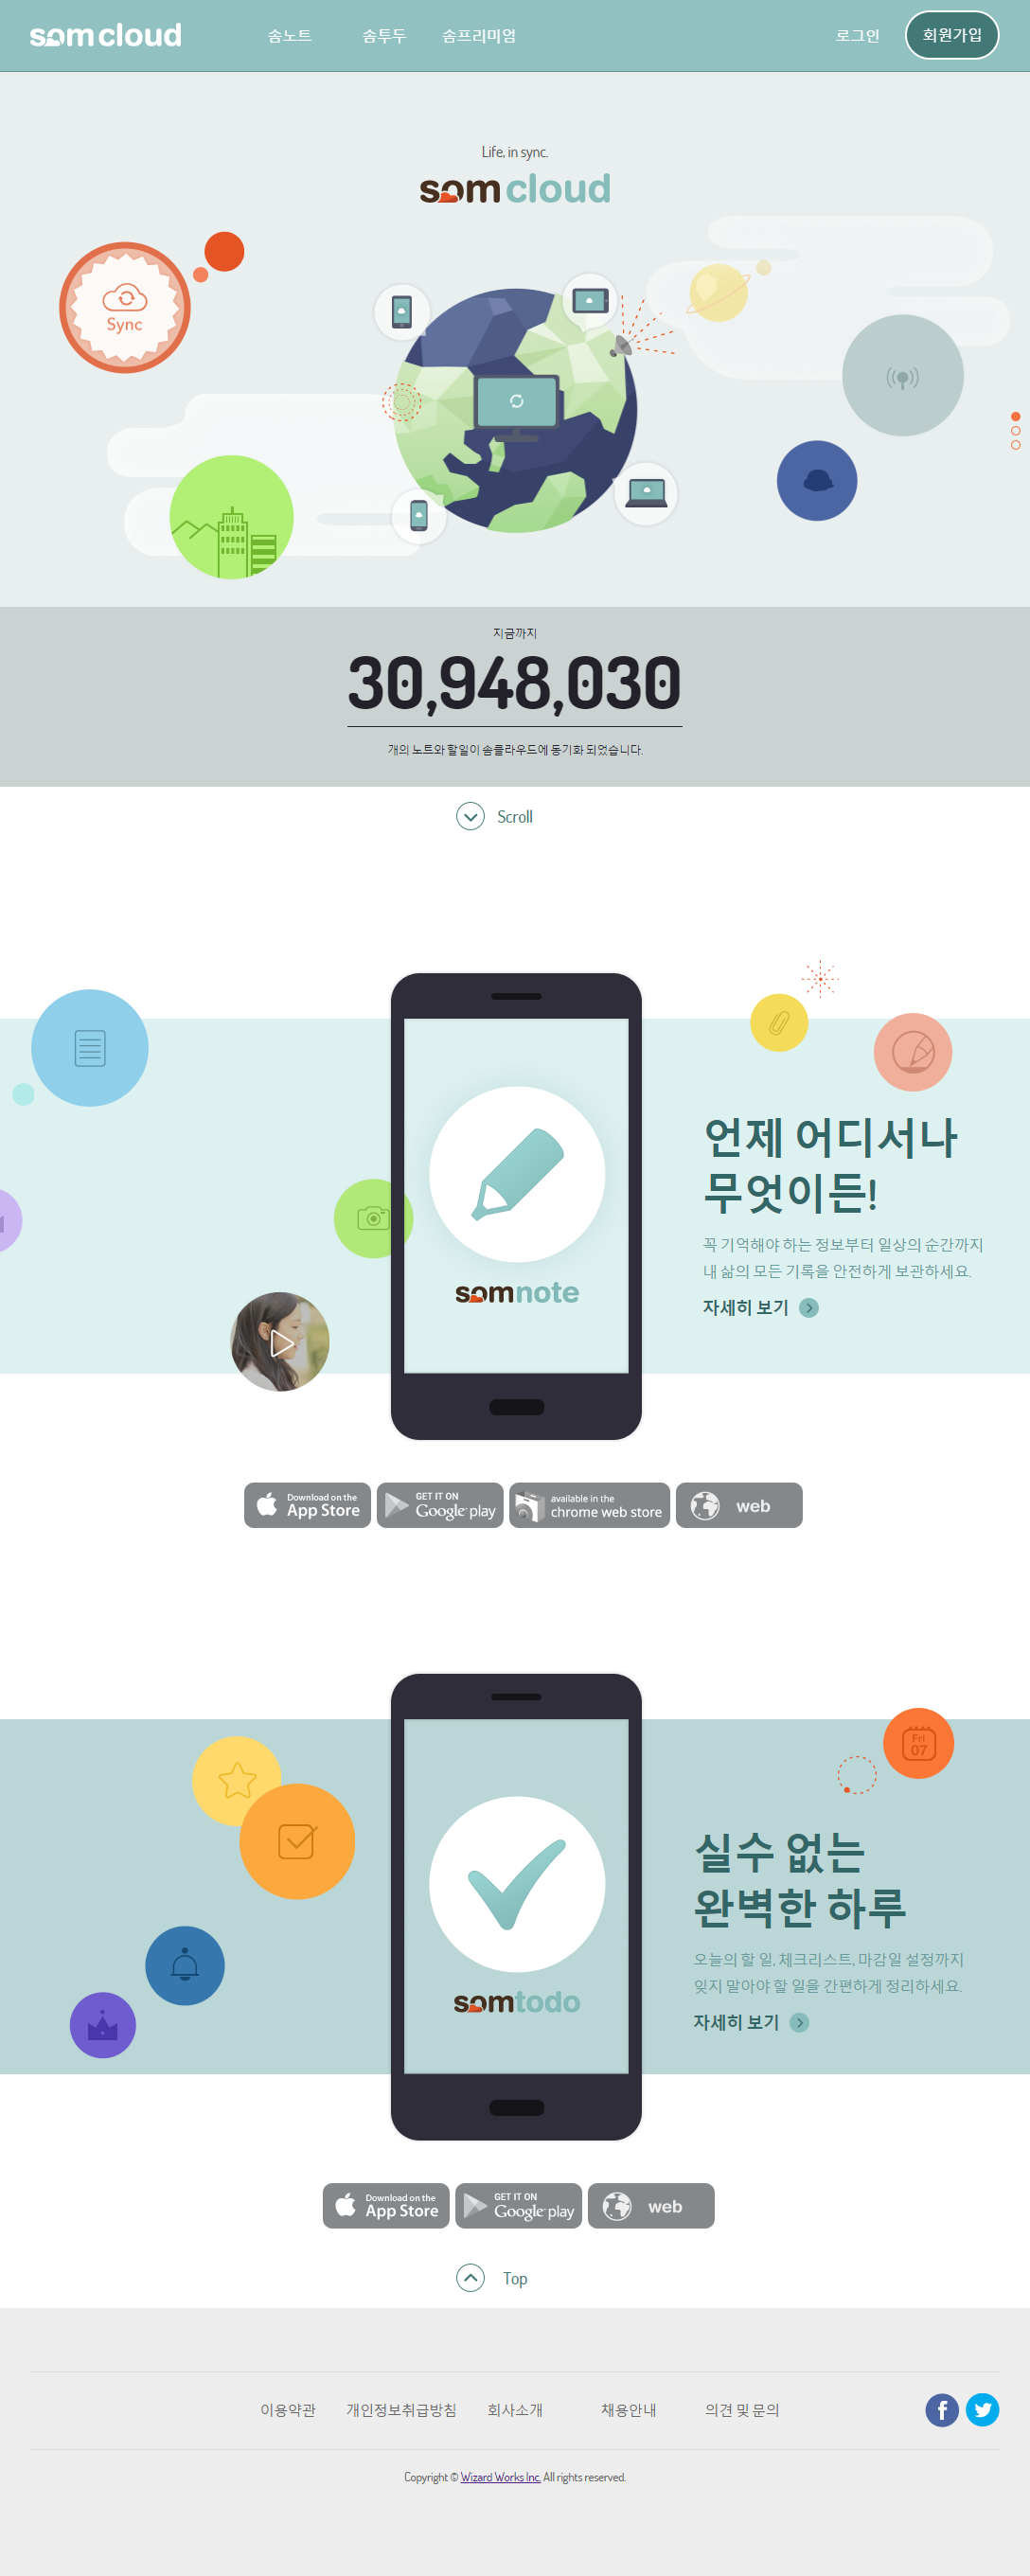 som cloud
솜노트 솜투두 솜프리미엄 로그인 회원가입
Life, in sync.
som cloud
Sync
지금까지
30,948,030
개의 노트와 할일이 솜클라우드에 동기화 되었습니다.
Scroll
언제 어디서나
무엇이든!
꼭 기억해야 하는 정보부터 일상의 순간까지
내 삶의 모든 기록을 안전하게 보관하세요.
자세히 보기
somnote
Download on the
App Store
GET IT ON
Google play
available in the
chrome web store
web
Fri
07
실수 없는
완벽한 하루
오늘의 할 일, 체크리스트, 마감일 설정까지
잊지 말아야 할 일을 간편하게 정리하세요.
자세히 보기
somtodo
Download on the
App Store
GET IT ON
Google play
web
Top
이용약관 개인정보취급방침 회사소개 채용안내 의견 및 문의
Copyright © Wizard Works Inc. All rights reserved.